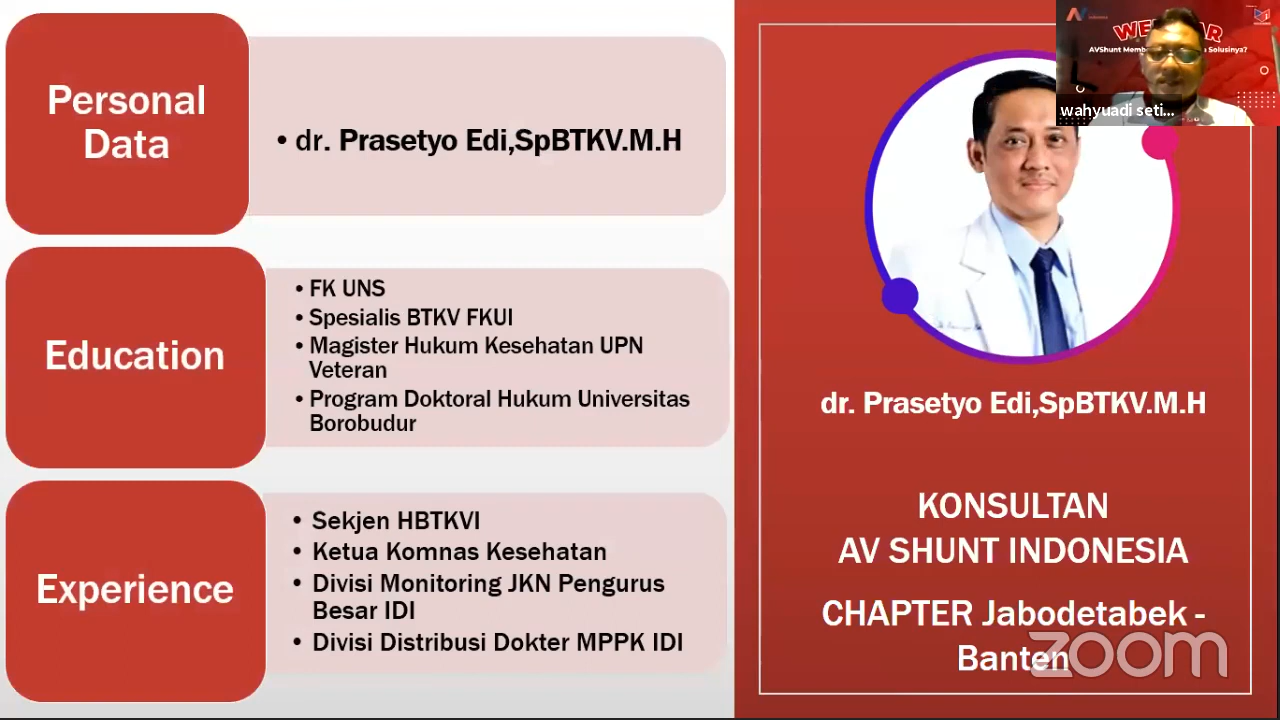 Personal
Data
• dr. Prasetyo Edi,SpBTKV.M.H
Education
• FK UNS
• Spesialis BTKV FKUI
• Magister Hukum Kesehatan UPN
Veteran
• Program Doktoral Hukum Universitas
Borobudur
Experience
• Sekjen HBTKVI
• Ketua Komnas Kesehatan
• Divisi Monitoring JKN Pengurus
Besar IDI
• Divisi Distribusi Dokter MPPK IDI
wahyuadi seti...
dr. Prasetyo Edi,SpBTKV.M.H
KONSULTAN
AV SHUNT INDONESIA
CHAPTER Jabodetabek -
Banten
zoom